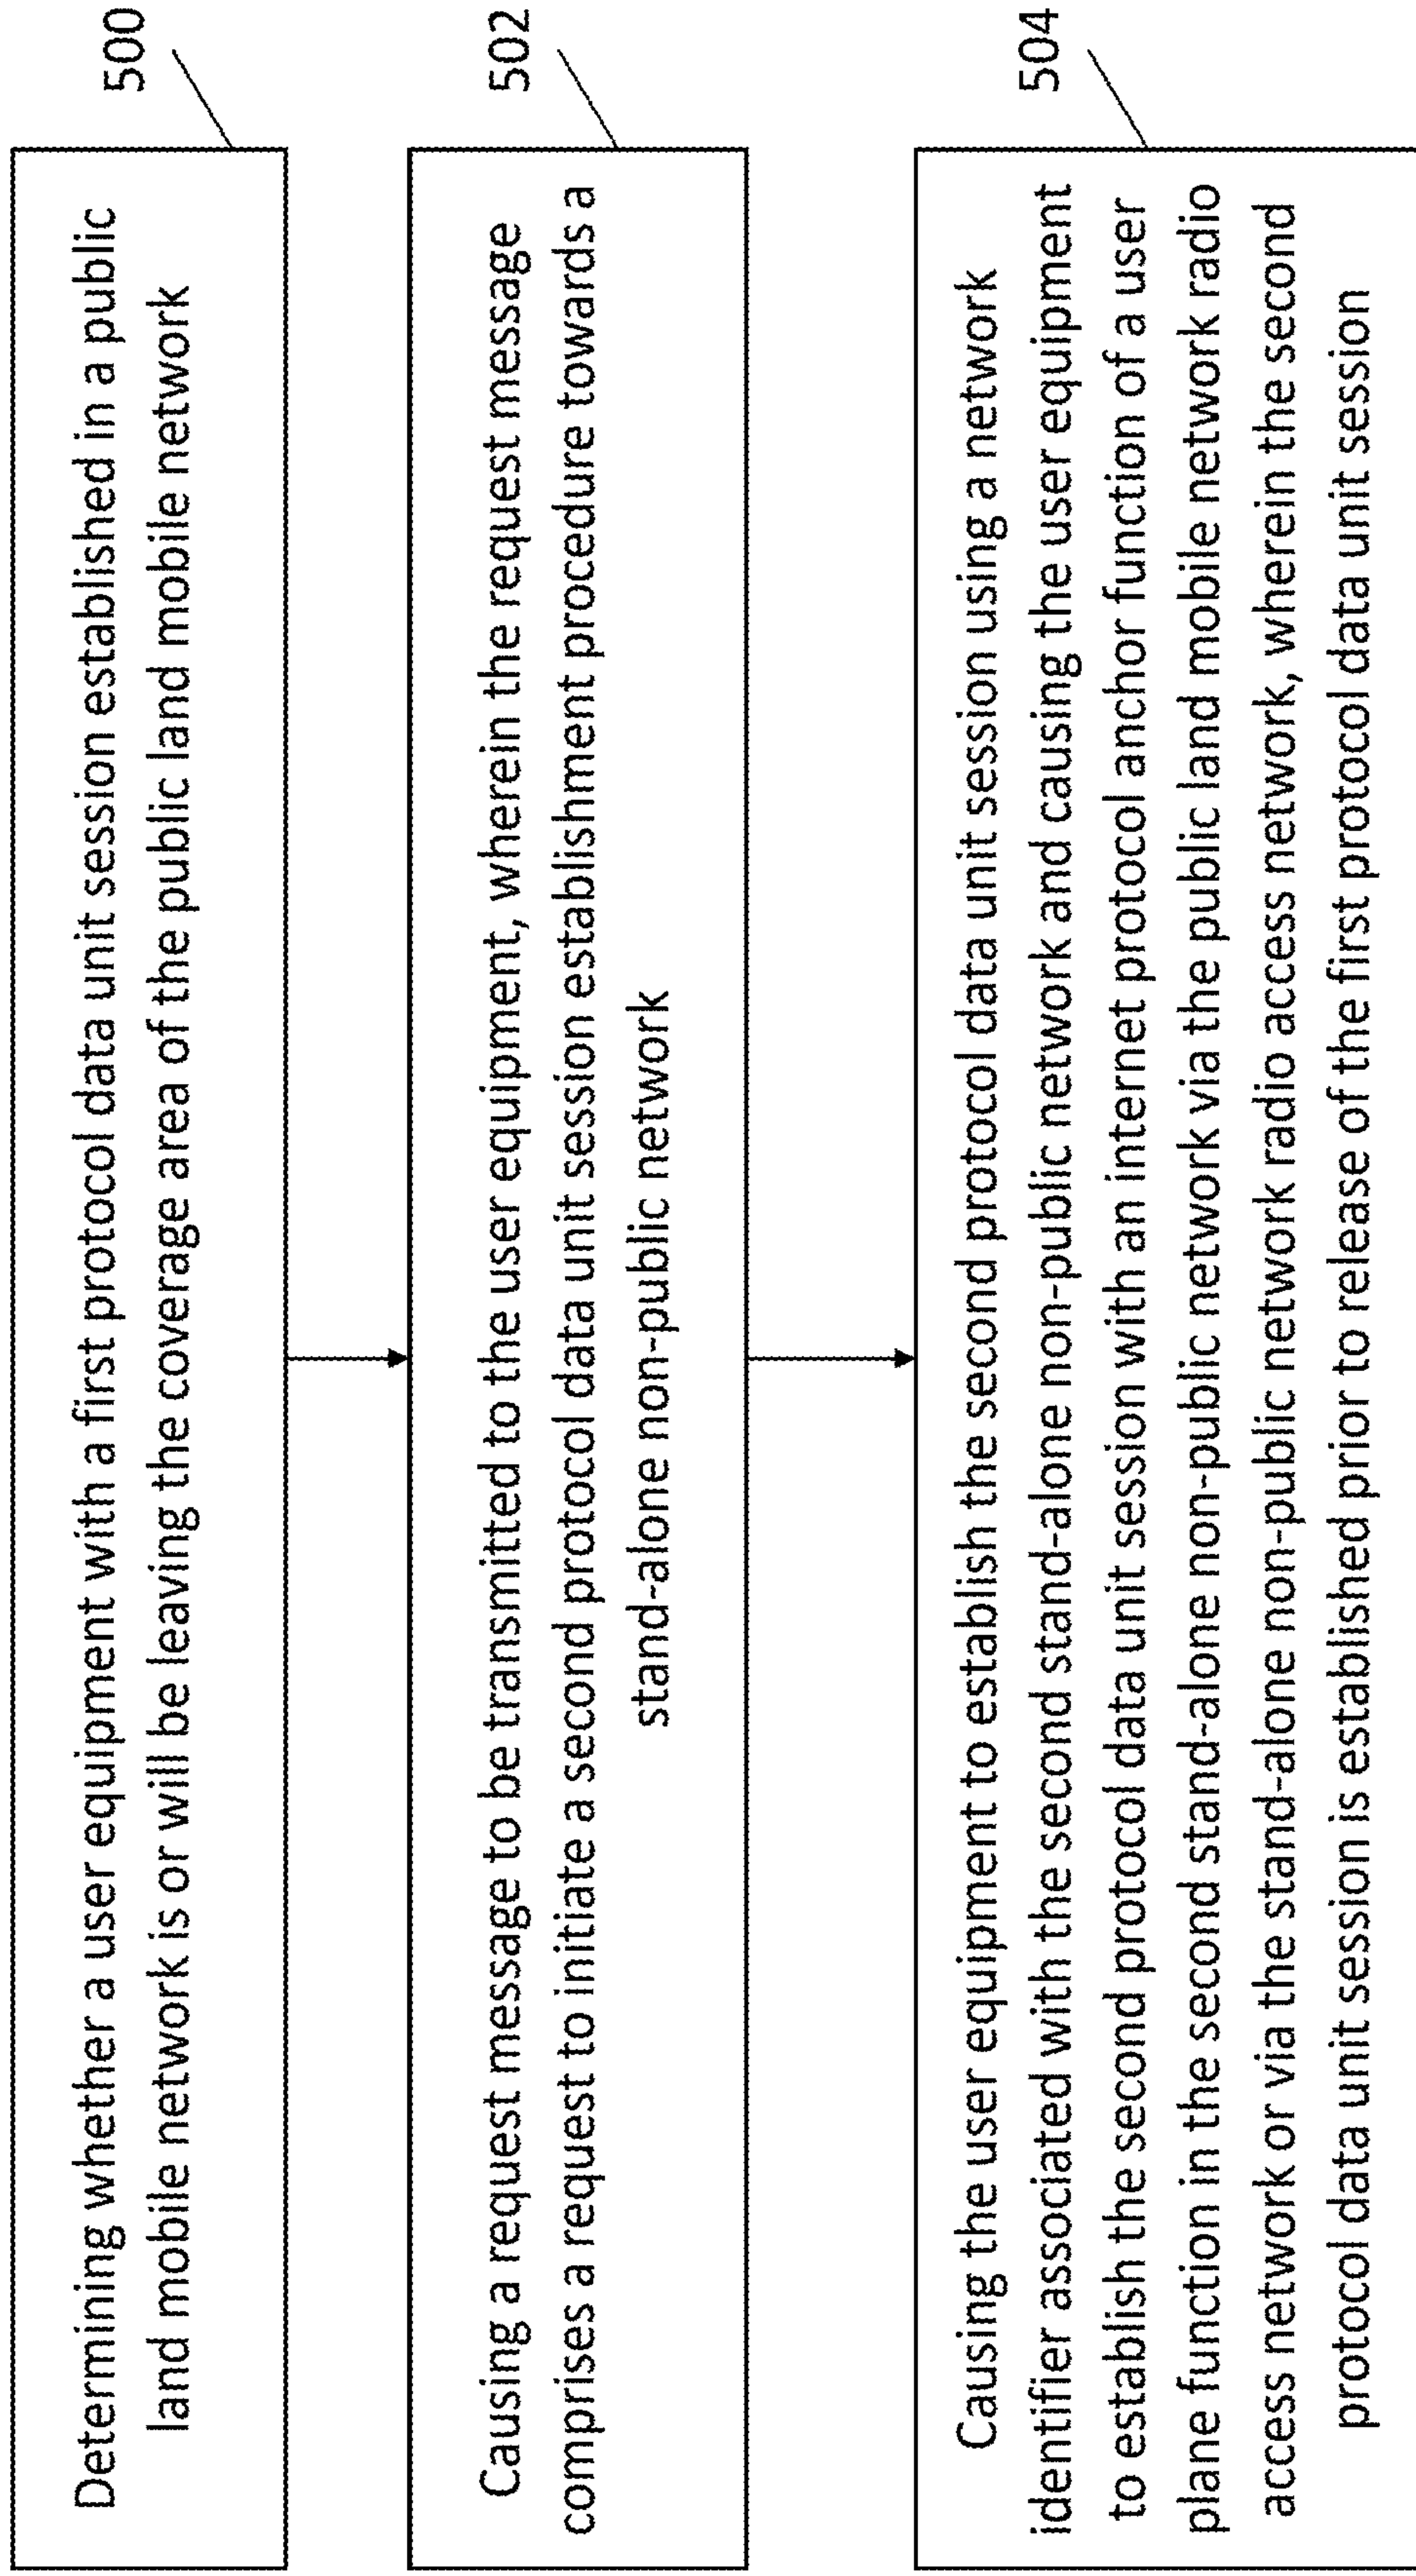 Determining whether a user equipment with a first protocol data unit session established in a public
land mobile network is or will be leaving the coverage area of the public land mobile network
500
Causing a request message to be transmitted to the user equipment, wherein the request message
comprises a request to initiate a second protocol data unit session establishment procedure towards a
stand-alone non-public network
502
Causing the user equipment to establish the second protocol data unit session using a network
identifier associated with the second stand-alone non-public network and causing the user equipment
to establish the second protocol data unit session with an internet protocol anchor function of a user
plane function in the second stand-alone non-public network via the public land mobile network radio
access network or via the stand-alone non-public network radio access network, wherein the second
protocol data unit session is established prior to release of the first protocol data unit session
504